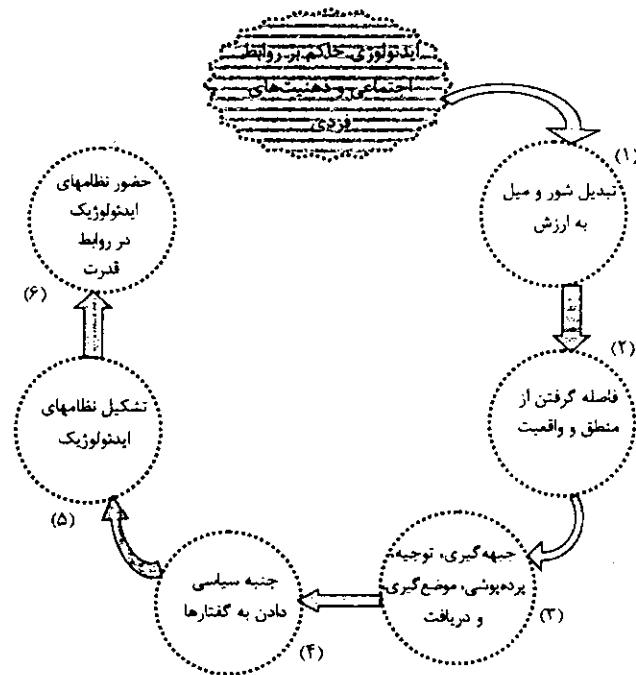 ایدئولوژی حاکم بر روابط
اجتماعی و ذهنیت‌های
فردی
(۱)
تبدیل شور و میل
به ارزش
(۲)
فاصله گرفتن از
منطق و واقعیت
(۳)
جبهه‌گیری، توجیه،
پرده‌پوشی، موضع‌گیری
و دریافت
(۴)
جنبه سیاسی
دادن به گفتارها
(۵)
تشکیل نظامهای
ایدئولوژیک
(۶)
حضور نظامهای
ایدئولوژیک
در روابط
قدرت